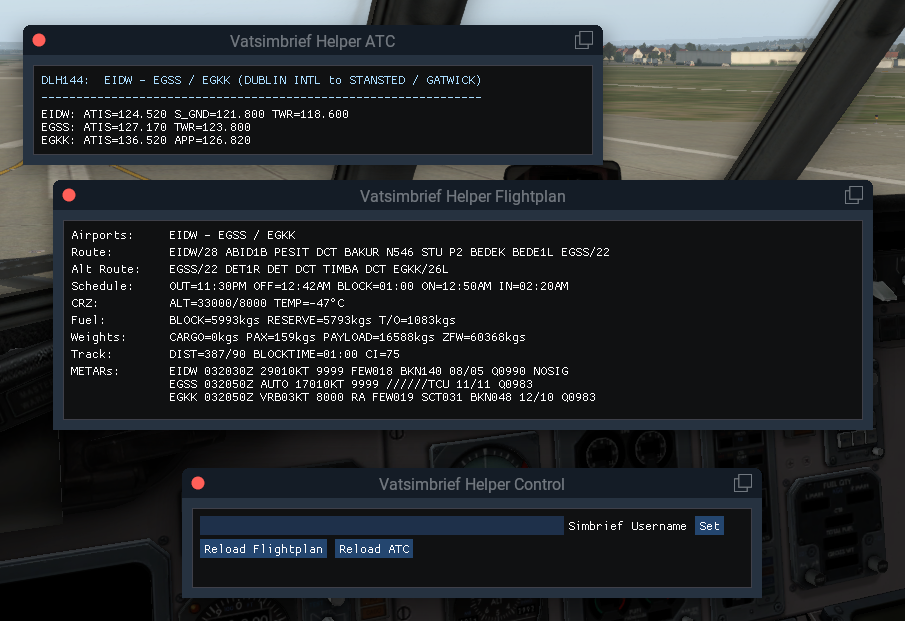 Vatsimbrief Helper ATC
DLH144: EIDW - EGSS / EGKK (DUBLIN INTL to STANSTED / GATWICK)
---------------------------------------------------------------
EIDW: ATIS=124.520 S_GND=121.800 TWR=118.600
EGSS: ATIS=127.170 TWR=123.800
EGKK: ATIS=136.520 APP=126.820
Vatsimbrief Helper Flightplan
Airports: EIDW - EGSS / EGKK
Route: EIDW/28 ABID1B PESIT DCT BAKUR N546 STU P2 BEDEK BEDE1L EGSS/22
Alt Route: EGSS/22 DET1R DET DCT TIMBA DCT EGKK/26L
Schedule: OUT=11:30PM OFF=12:42AM BLOCK=01:00 ON=12:50AM IN=02:20AM
CRZ: ALT=33000/8000 TEMP=-47°C
Fuel: BLOCK=5993kgs RESERVE=5793kgs T/O=1083kgs
Weights: CARGO=0kgs PAX=159kgs PAYLOAD=16588kgs ZFW=60368kgs
Track: DIST=387/90 BLOCKTIME=01:00 CI=75
METARs: EIDW 032030Z 29010KT 9999 FEW018 BKN140 08/05 Q0990 NOSIG
EGSS 032050Z AUTO 17010KT 9999 //////TCU 11/11 Q0983
EGKK 032050Z VRB03KT 8000 RA FEW019 SCT031 BKN048 12/10 Q0983
Vatsimbrief Helper Control
Simbrief Username Set
Reload Flightplan Reload ATC